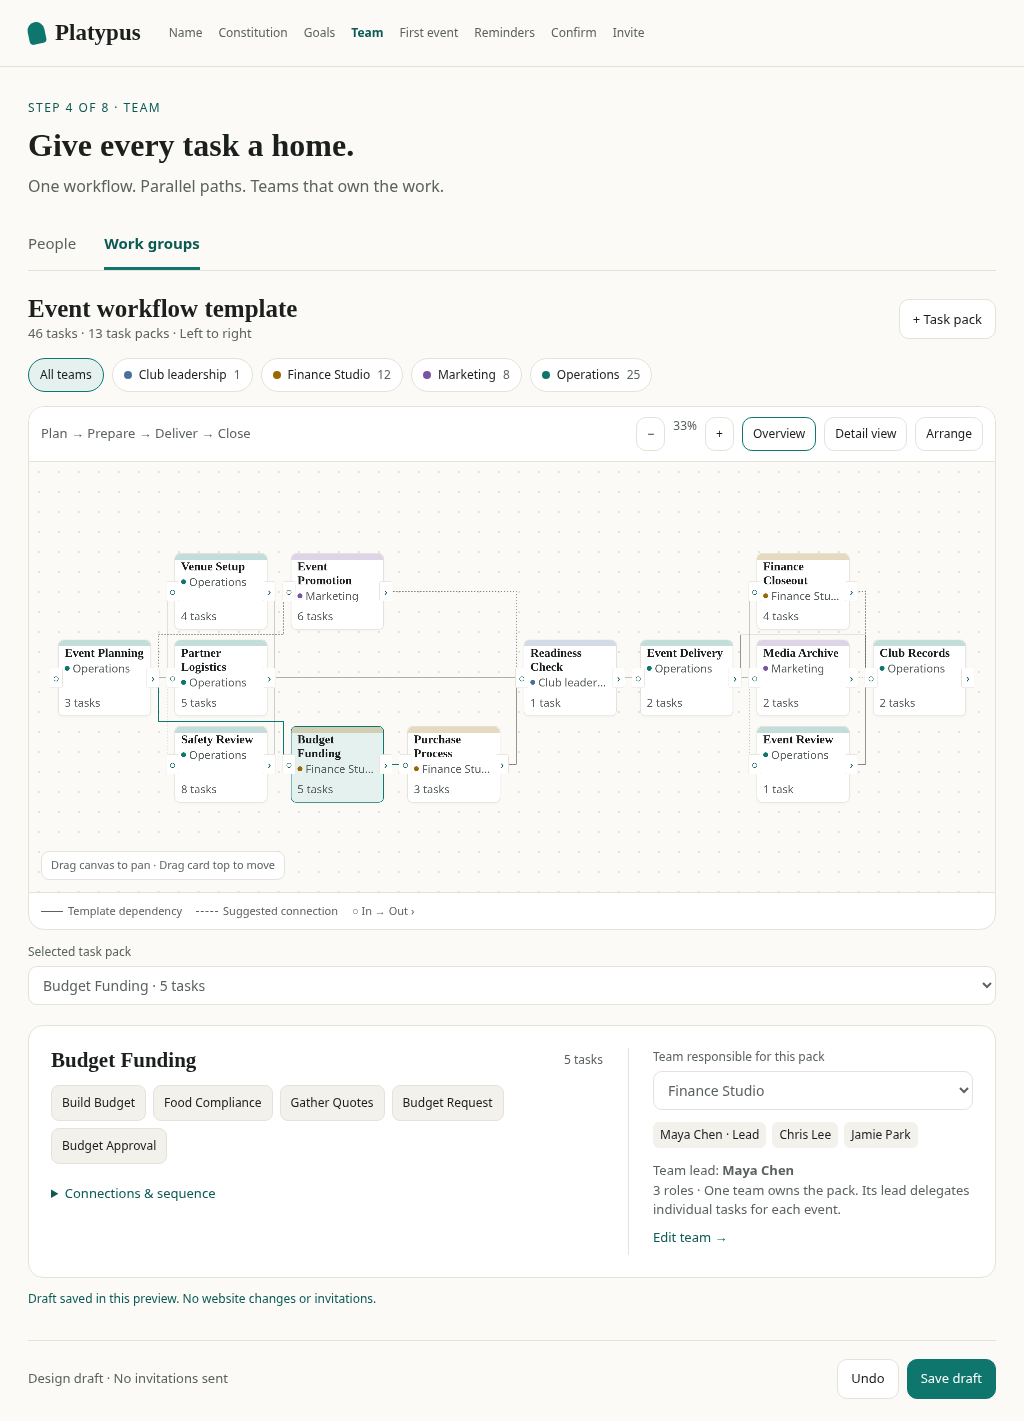 Platypus
Name Constitution Goals Team First event Reminders Confirm Invite
STEP 4 OF 8 · TEAM
Give every task a home.
One workflow. Parallel paths. Teams that own the work.
People Work groups
Event workflow template
46 tasks · 13 task packs · Left to right
+ Task pack
All teams
Club leadership 1
Finance Studio 12
Marketing 8
Operations 25
Plan → Prepare → Deliver → Close
− 33% + Overview Detail view Arrange
Venue Setup
Operations
4 tasks
Event
Promotion
Marketing
6 tasks
Finance
Closeout
Finance Stu...
4 tasks
Event Planning
Operations
3 tasks
Partner
Logistics
Operations
5 tasks
Readiness
Check
Club leader...
1 task
Event Delivery
Operations
2 tasks
Media Archive
Marketing
2 tasks
Club Records
Operations
2 tasks
Safety Review
Operations
8 tasks
Budget
Funding
Finance Stu...
5 tasks
Purchase
Process
Finance Stu...
3 tasks
Event Review
Operations
1 task
Drag canvas to pan · Drag card top to move
Template dependency Suggested connection ○ In → Out ›
Selected task pack
Budget Funding · 5 tasks
Budget Funding
5 tasks
Build Budget Food Compliance Gather Quotes Budget Request
Budget Approval
▶ Connections & sequence
Team responsible for this pack
Finance Studio
Maya Chen · Lead Chris Lee Jamie Park
Team lead: Maya Chen
3 roles · One team owns the pack. Its lead delegates
individual tasks for each event.
Edit team →
Draft saved in this preview. No website changes or invitations.
Design draft · No invitations sent
Undo Save draft